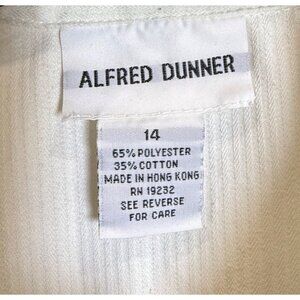 ALFRED DUNNER
14
65% POLYESTER
35% COTTON
MADE IN HONG KONG
RN 19232
SEE REVERSE
FOR CARE